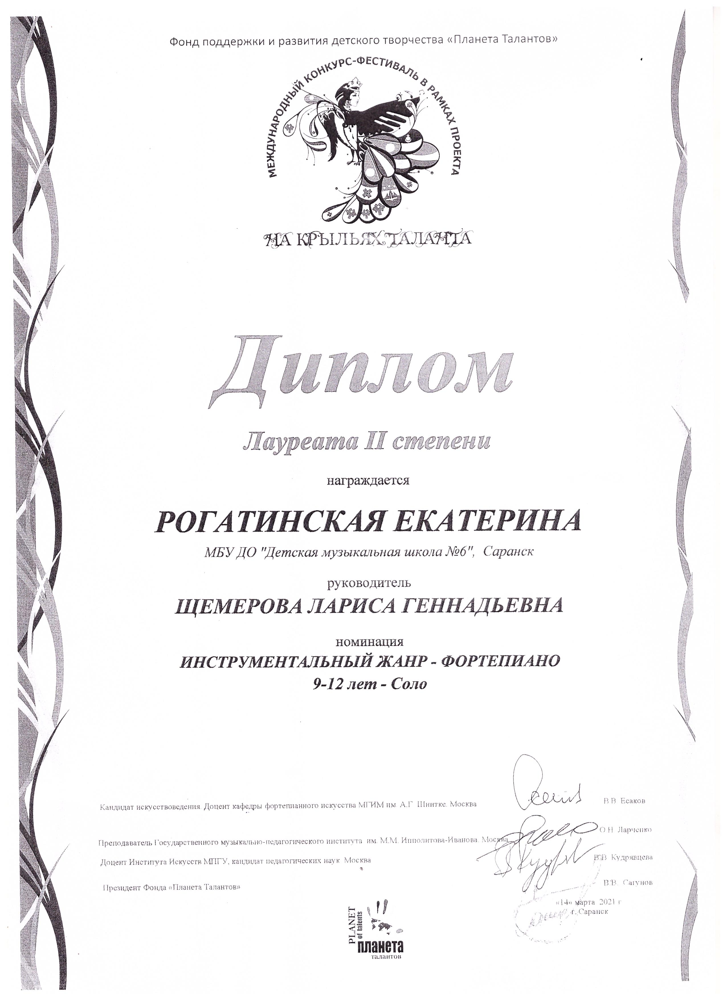 Фонд поддержки и развития детского творчества «Планета Талантов»
МЕЖДУНАРОДНЫЙ КОНКУРС-ФЕСТИВАЛЬ В РАМКАХ ПРОЕКТА
НА КРЫЛЬЯХ ТАЛАНТА
Диплом
Лауреата II степени
награждается
РОГАТИНСКАЯ ЕКАТЕРИНА
МБУ ДО "Детская музыкальная школа №6", Саранск
руководитель
ЩЕМЕРОВА ЛАРИСА ГЕННАДЬЕВНА
номинация
ИНСТРУМЕНТАЛЬНЫЙ ЖАНР - ФОРТЕПИАНО
9-12 лет - Соло
Кандидат искусствоведения. Доцент кафедры фортепианного искусства МГИМ им. А.Г. Шнитке. Москва В.В. Есаков
Преподаватель Государственного музыкально-педагогического института им. М.М. Ипполитова-Иванова. Москва О.Н. Ларченко
Доцент Института Искусств МПГУ, кандидат педагогических наук Москва В.В. Кудрявцева
Президент Фонда «Планета Талантов» В.В. Сагунов
«14» марта 2021 г
г. Саранск
PLANET
of talents
планета
талантов